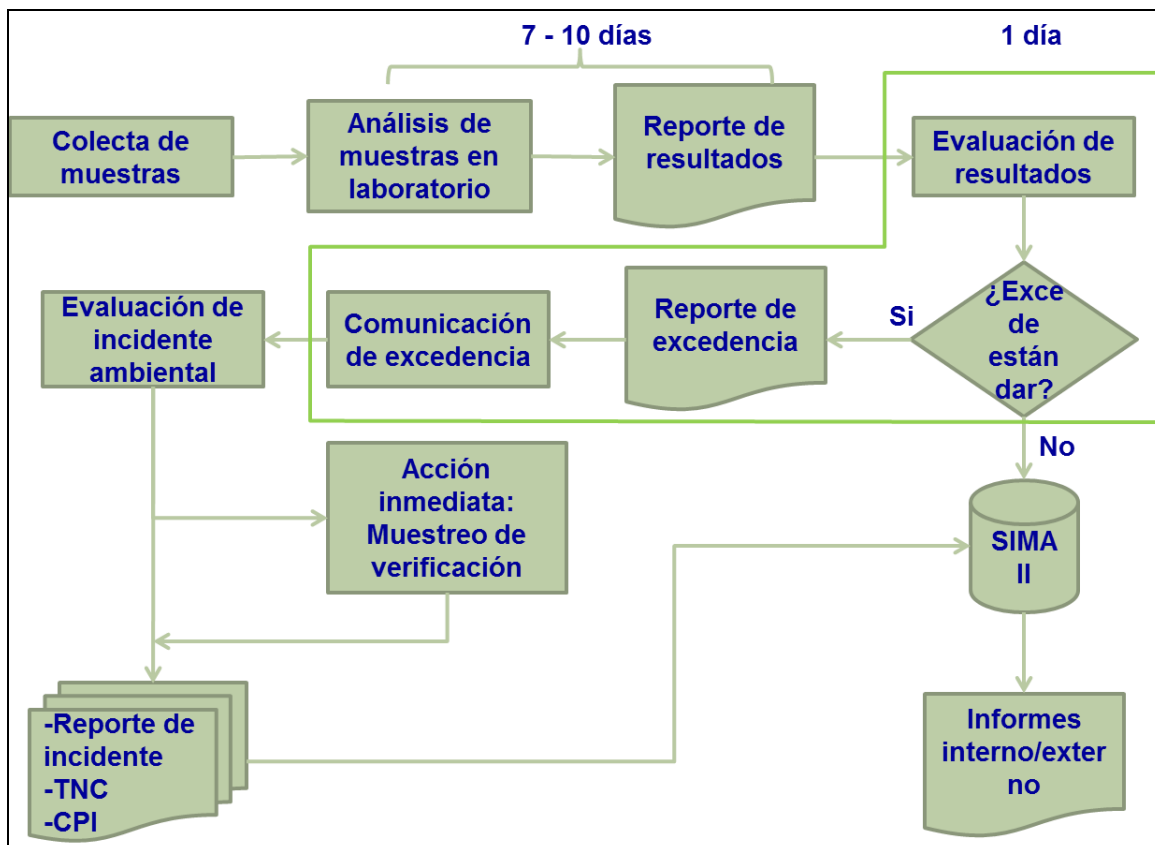 7 - 10 días
1 día
Colecta de
muestras
Análisis de
muestras en
laboratorio
Reporte de
resultados
Evaluación de
resultados
Evaluación de
incidente
ambiental
Comunicación
de excedencia
Reporte de
excedencia
Si
¿Exce
de
están
dar?
No
Acción
inmediata:
Muestreo de
verificación
SIMA
II
-Reporte de
incidente
-TNC
-CPI
Informes
interno/exter
no